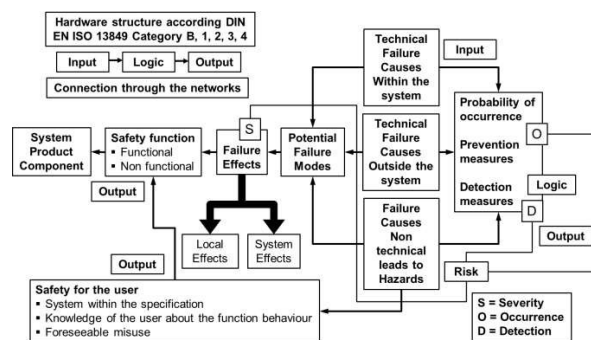 Hardware structure according DIN
EN ISO 13849 Category B, 1, 2, 3, 4
Input
Logic
Output
Connection through the networks
Technical
Failure
Causes
Within the
system
Input
System
Product
Component
Safety function
▪ Functional
▪ Non functional
S
Failure
Effects
Potential
Failure
Modes
Technical
Failure
Causes
Outside the
system
Probability of
occurrence
Prevention
measures
Detection
measures
O
Logic
D
Output
Output
Local
Effects
System
Effects
Failure
Causes
Non
technical
leads to
Hazards
Output
Risk
Safety for the user
▪ System within the specification
▪ Knowledge of the user about the function behaviour
▪ Foreseeable misuse
S = Severity
O = Occurrence
D = Detection